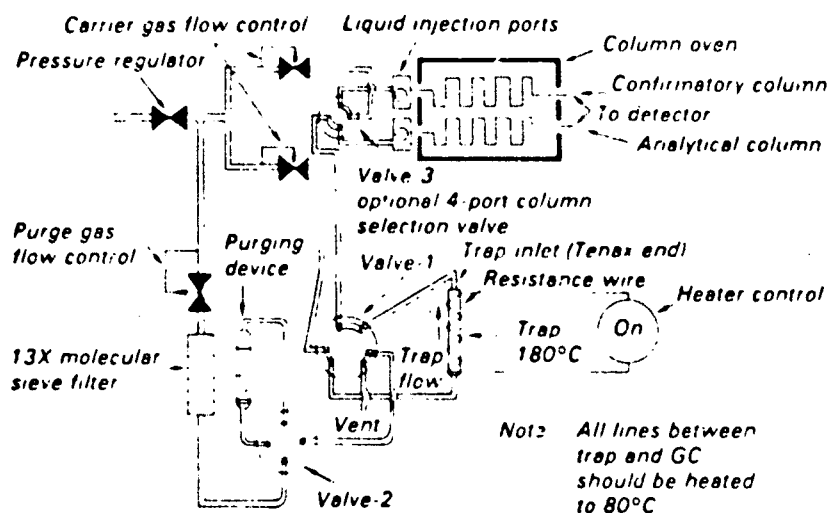 Carrier gas flow control
Pressure regulator
Liquid injection ports
Column oven
Confirmatory column
To detector
Analytical column
Valve-3
optional 4-port column
selection valve
Purge gas
flow control
Purging
device
Valve-1
Trap inlet (Tenax end)
Resistance wire
Heater control
On
Trap
180°C
Trap
flow
13X molecular
sieve filter
Vent
Valve-2
Note All lines between
trap and GC
should be heated
to 80°C